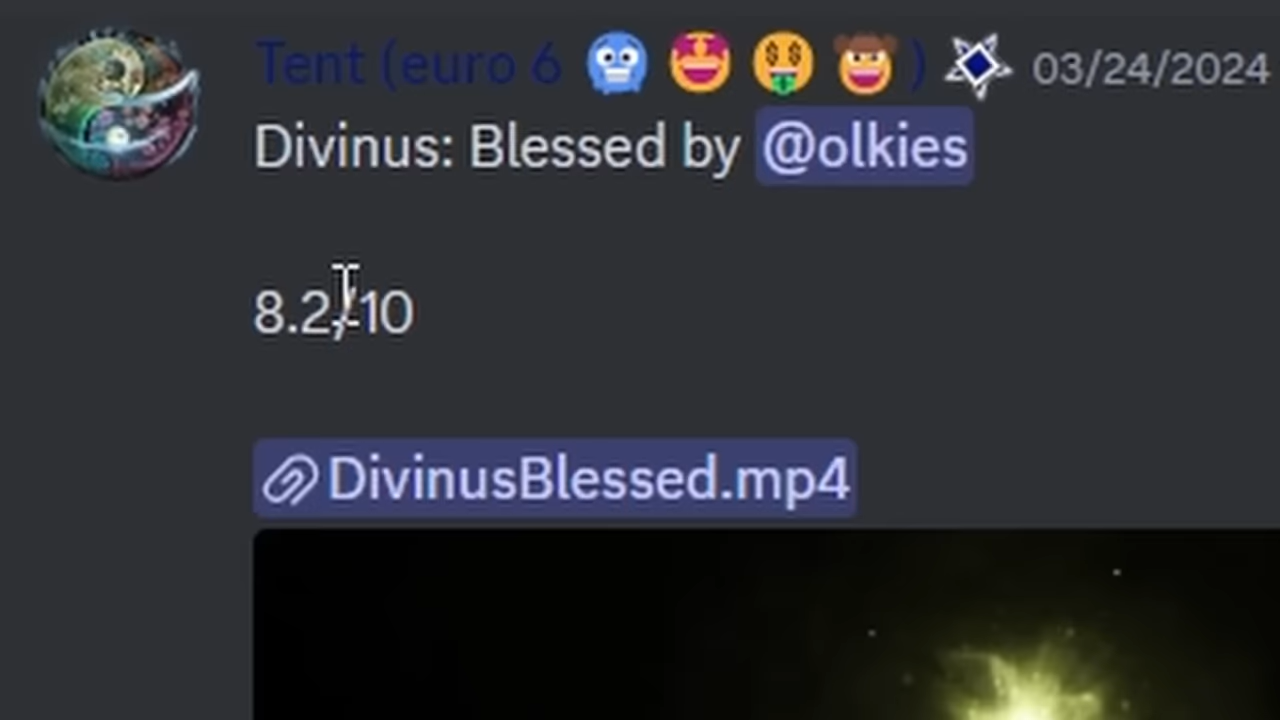 Tent (euro 6 🥶 🤩 🤑 🤠 ) 03/24/2024
Divinus: Blessed by @olkies
8.2/10
DivinusBlessed.mp4